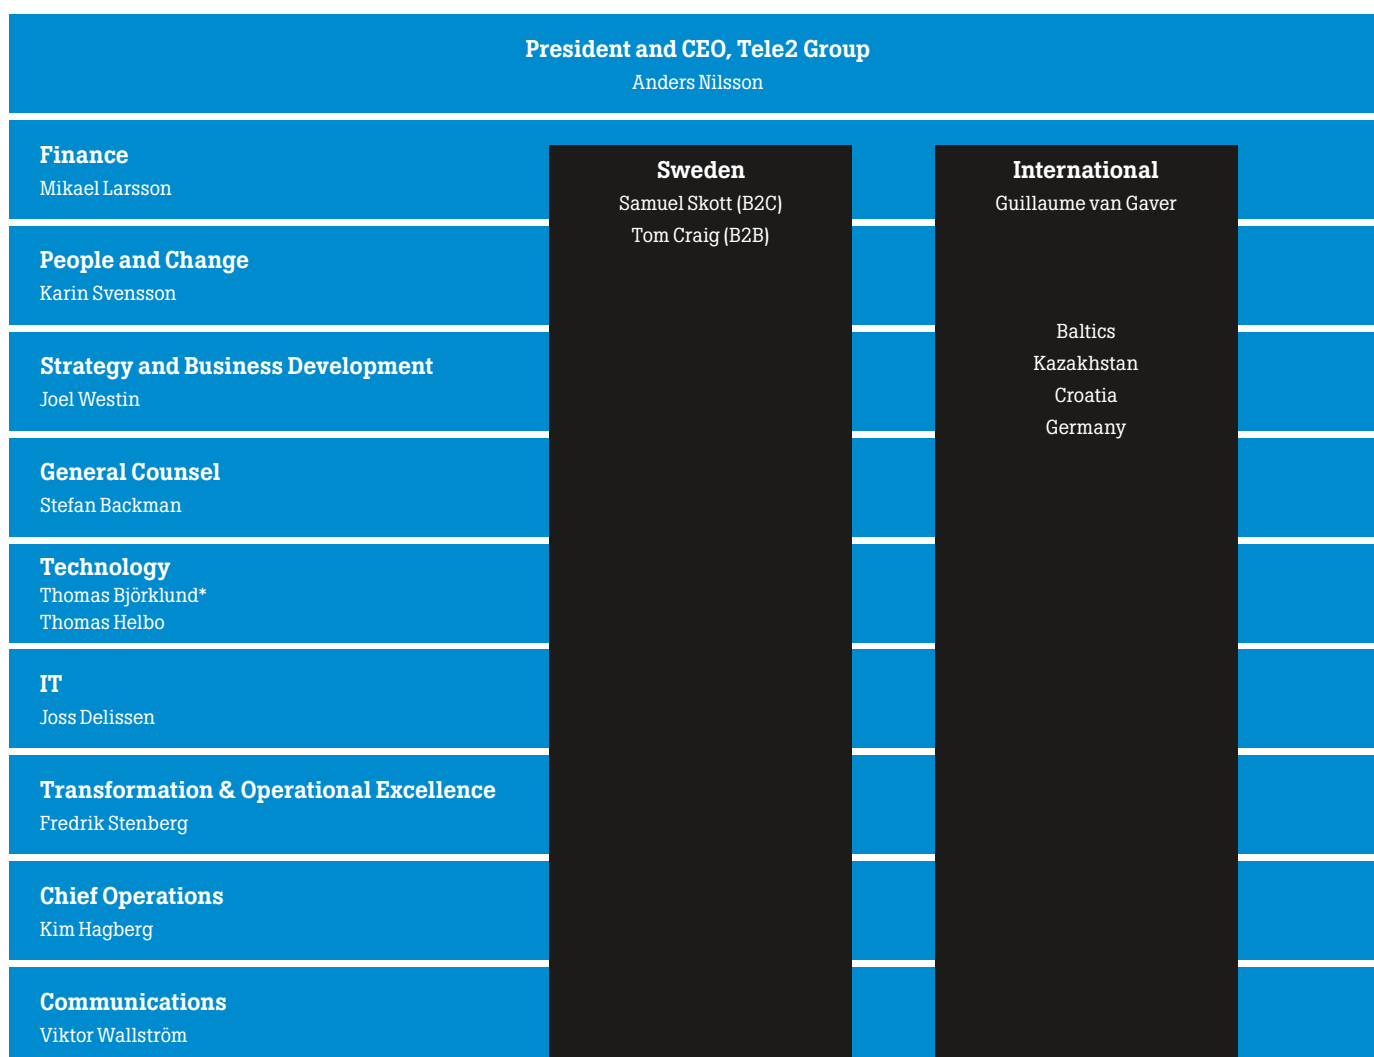 President and CEO, Tele2 Group
Anders Nilsson
Finance
Mikael Larsson
Sweden
Samuel Skott (B2C)
Tom Craig (B2B)
International
Guillaume van Gaver
Baltics
Kazakhstan
Croatia
Germany
People and Change
Karin Svensson
Strategy and Business Development
Joel Westin
General Counsel
Stefan Backman
Technology
Thomas Björklund*
Thomas Helbo
IT
Joss Delissen
Transformation & Operational Excellence
Fredrik Stenberg
Chief Operations
Kim Hagberg
Communications
Viktor Wallström